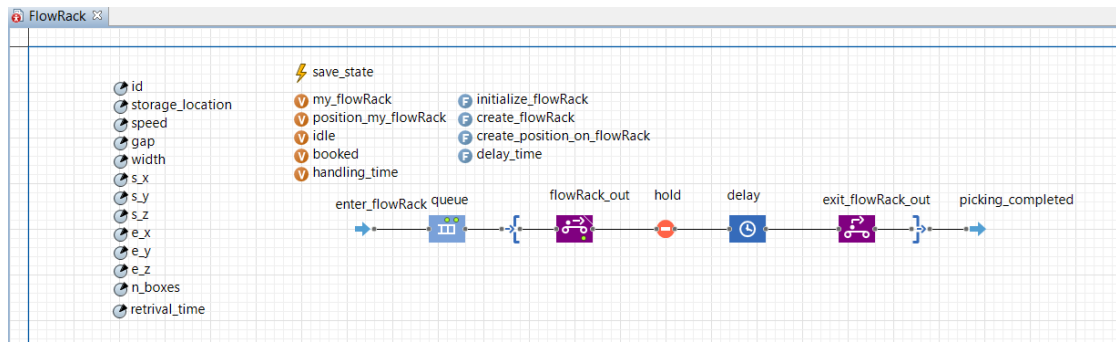 FlowRack
save_state
id
storage_location
speed
gap
width
s_x
s_y
s_z
e_x
e_y
e_z
n_boxes
retrival_time
V my_flowRack
V position_my_flowRack
V idle
V booked
V handling_time
F initialize_flowRack
F create_flowRack
F create_position_on_flowRack
F delay_time
enter_flowRack
queue
flowRack_out
hold
delay
exit_flowRack_out
picking_completed